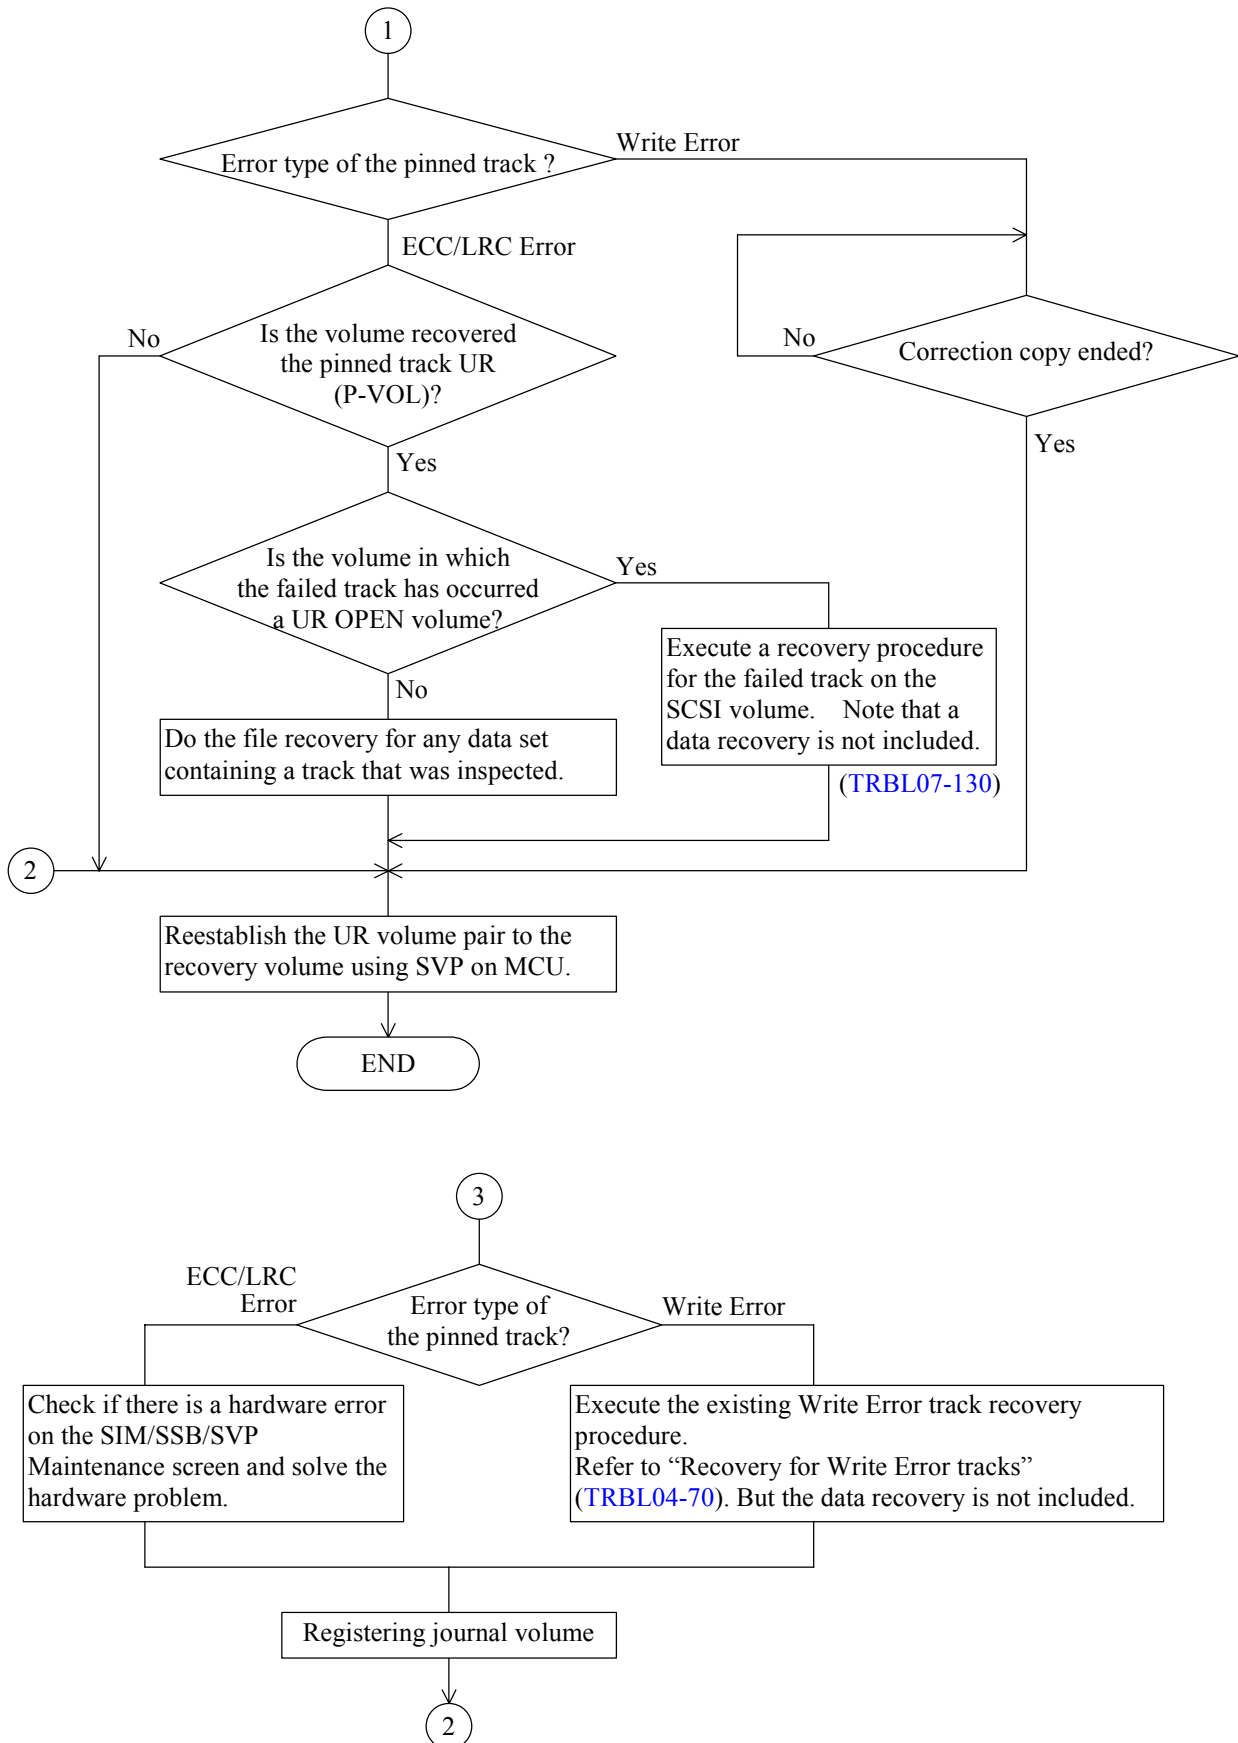 1
Error type of the pinned track ?
Write Error
ECC/LRC Error
Is the volume recovered
the pinned track UR
(P-VOL)?
No
No
Correction copy ended?
Yes
Yes
Is the volume in which
the failed track has occurred
a UR OPEN volume?
Yes
Execute a recovery procedure
for the failed track on the
SCSI volume.    Note that a
data recovery is not included.
(TRBL07-130)
No
Do the file recovery for any data set
containing a track that was inspected.
2
Reestablish the UR volume pair to the
recovery volume using SVP on MCU.
END
3
ECC/LRC
Error
Error type of
the pinned track?
Write Error
Check if there is a hardware error
on the SIM/SSB/SVP
Maintenance screen and solve the
hardware problem.
Execute the existing Write Error track recovery
procedure.
Refer to “Recovery for Write Error tracks”
(TRBL04-70). But the data recovery is not included.
Registering journal volume
2